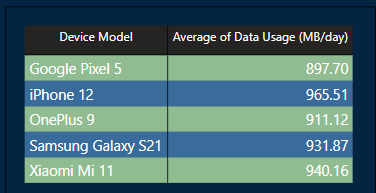 Device Model Average of Data Usage (MB/day)
Google Pixel 5 897.70
iPhone 12 965.51
OnePlus 9 911.12
Samsung Galaxy S21 931.87
Xiaomi Mi 11 940.16